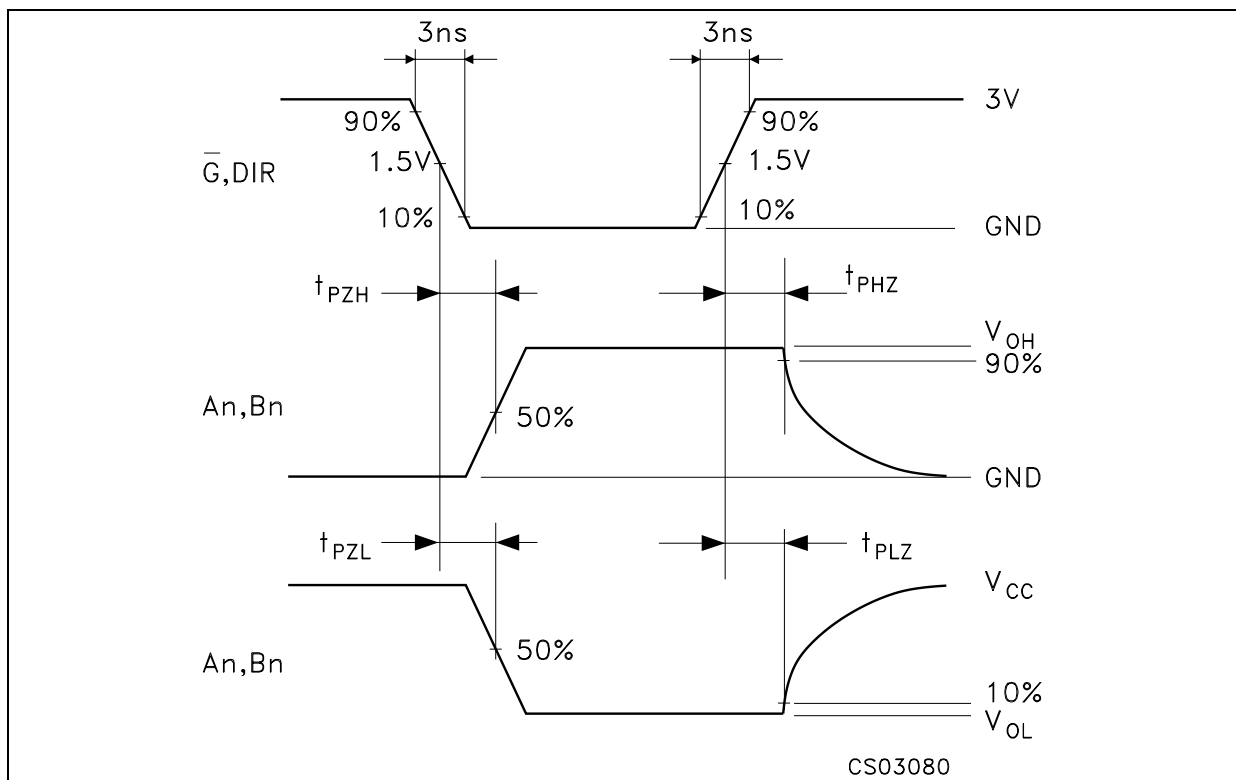 3ns 3ns
3V
90% 90%
G̅,DIR 1.5V 1.5V
10% 10%
GND
tPZH tPHZ
VOH
90%
An,Bn 50%
GND
tPZL tPLZ
VCC
An,Bn 50%
10%
VOL
CS03080